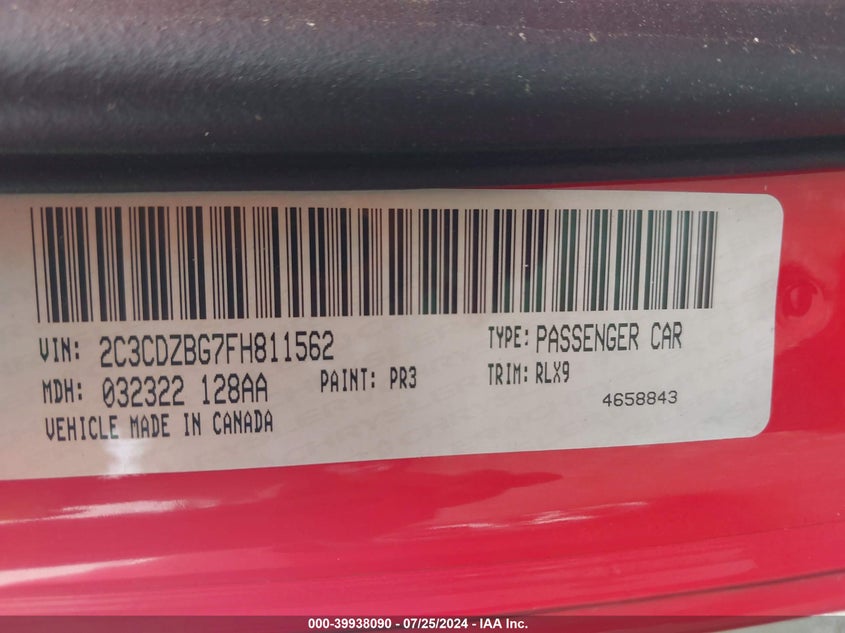 VIN: 2C3CDZBG7FH811562 TYPE: PASSENGER CAR
MDH: 032322 128AA PAINT: PR3 TRIM: RLX9
VEHICLE MADE IN CANADA 4658843
000-39938090 - 07/25/2024 - IAA Inc.